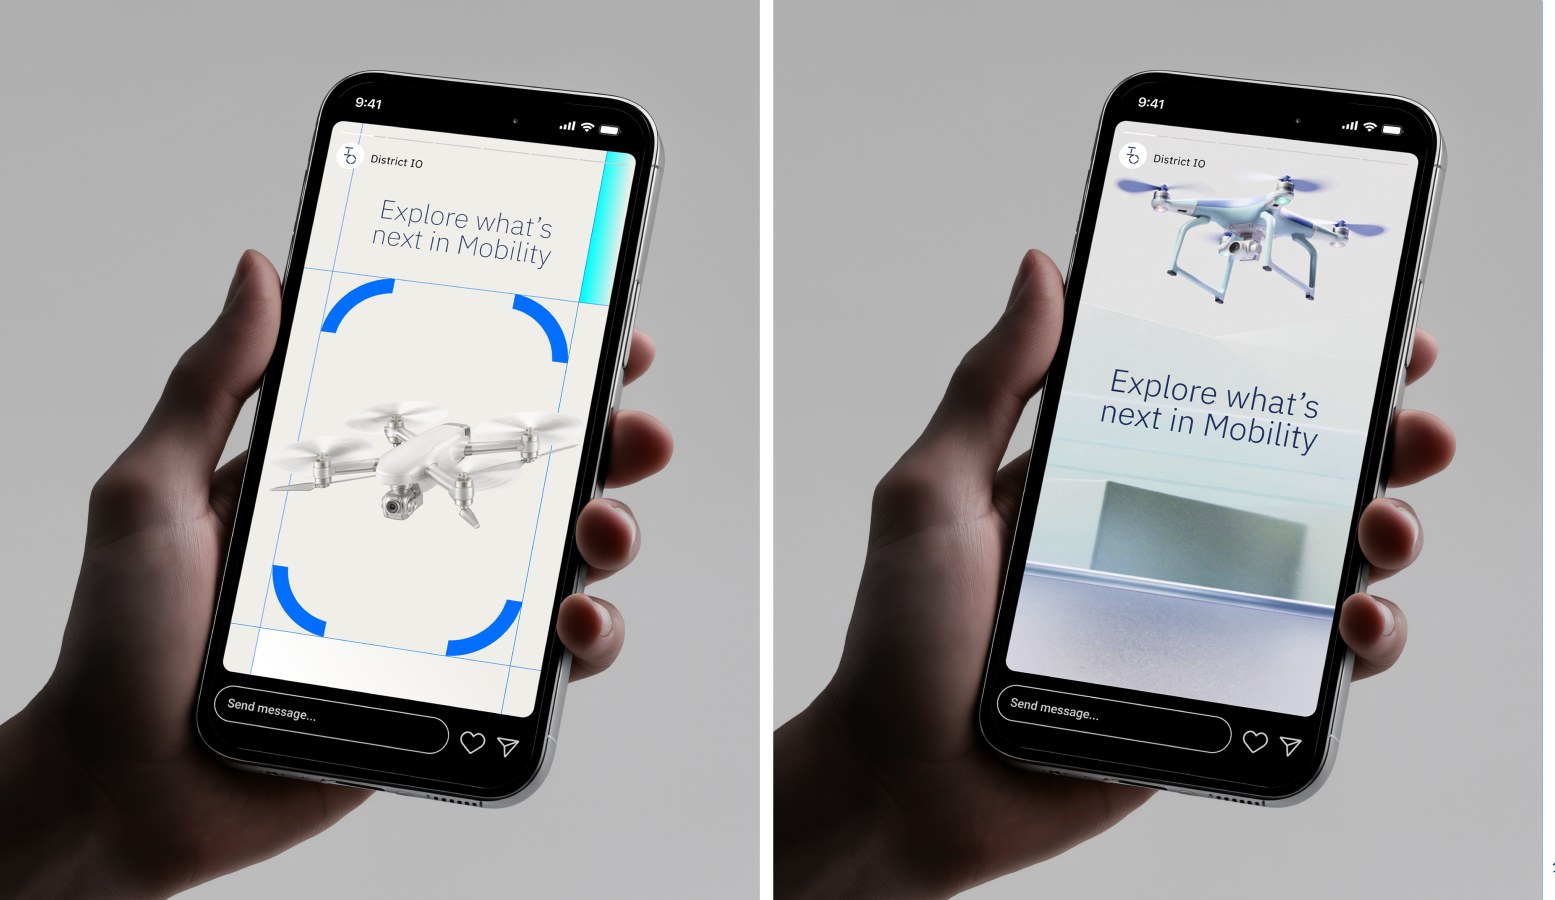 9:41
District IO
Explore what's
next in Mobility
Send message...
9:41
District IO
Explore what's
next in Mobility
Send message...